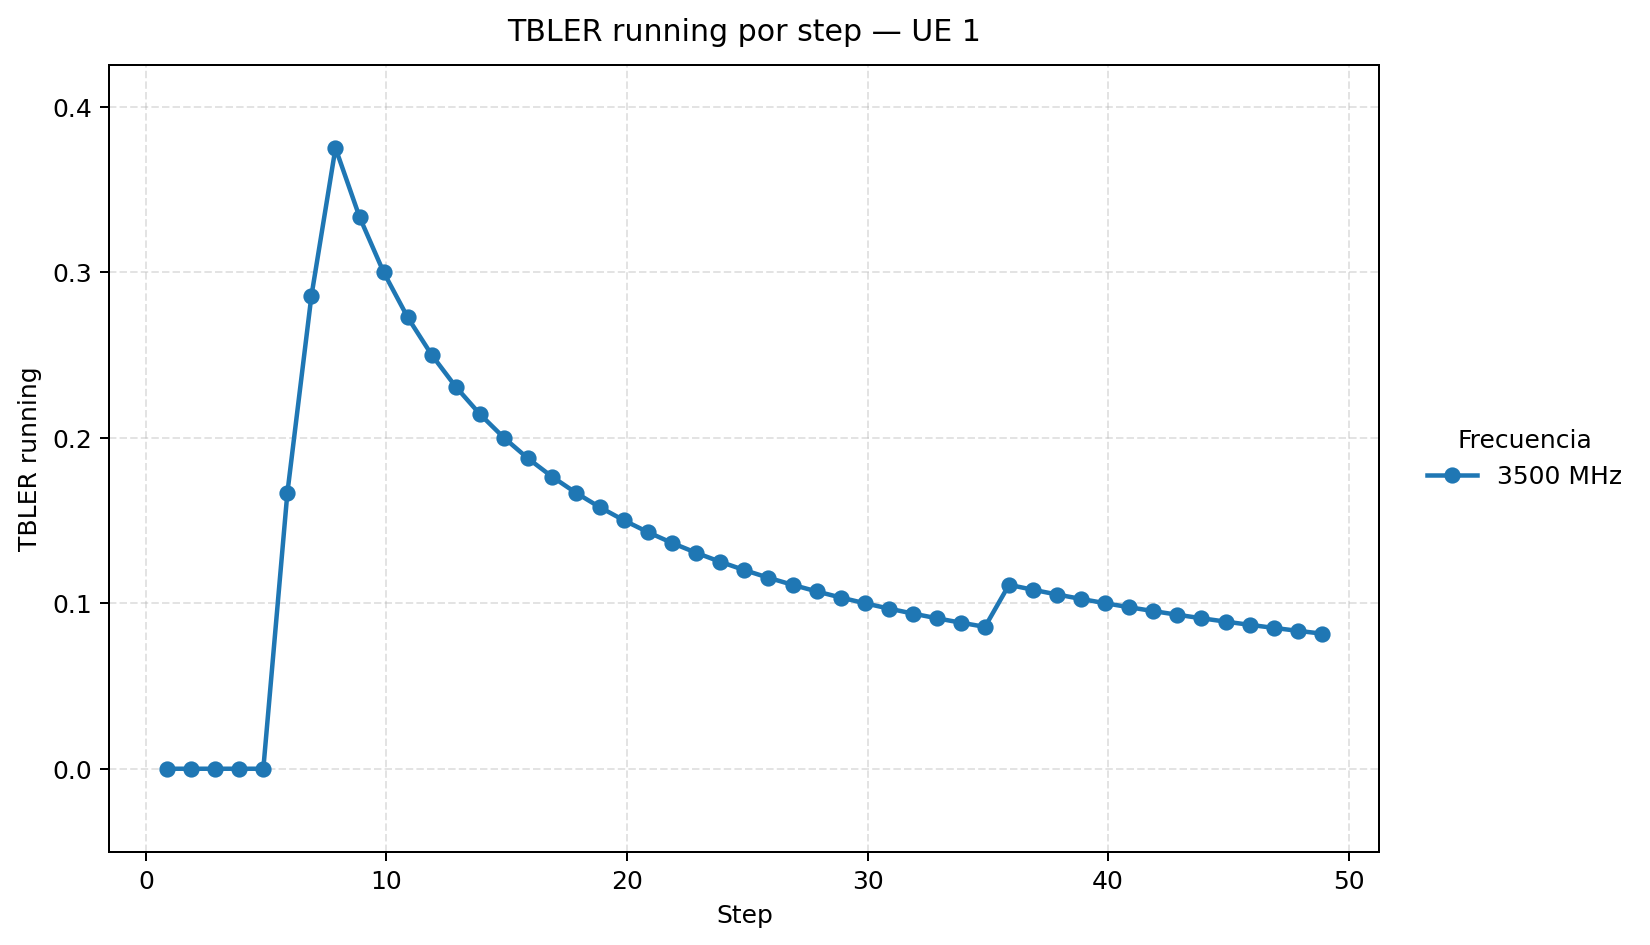 TBLER running por step — UE 1
TBLER running
0.4
0.3
0.2
0.1
0.0
0 10 20 30 40 50
Step
Frecuencia
3500 MHz